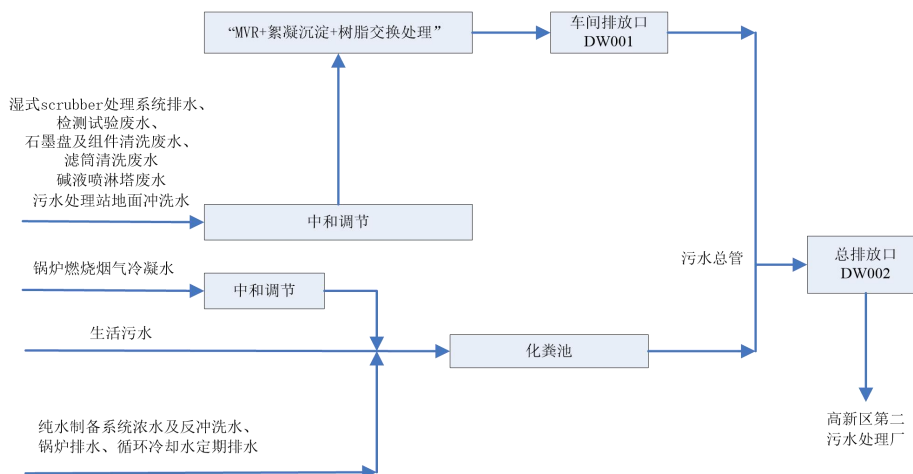 “MVR+絮凝沉淀+树脂交换处理”
车间排放口
DW001
湿式scrubber处理系统排水、
检测试验废水、
石墨盘及组件清洗废水、
滤筒清洗废水
碱液喷淋塔废水
污水处理站地面冲洗水
中和调节
污水总管
总排放口
DW002
锅炉燃烧烟气冷凝水
中和调节
生活污水
化粪池
纯水制备系统浓水及反冲洗水、
锅炉排水、循环冷却水定期排水
高新区第二
污水处理厂